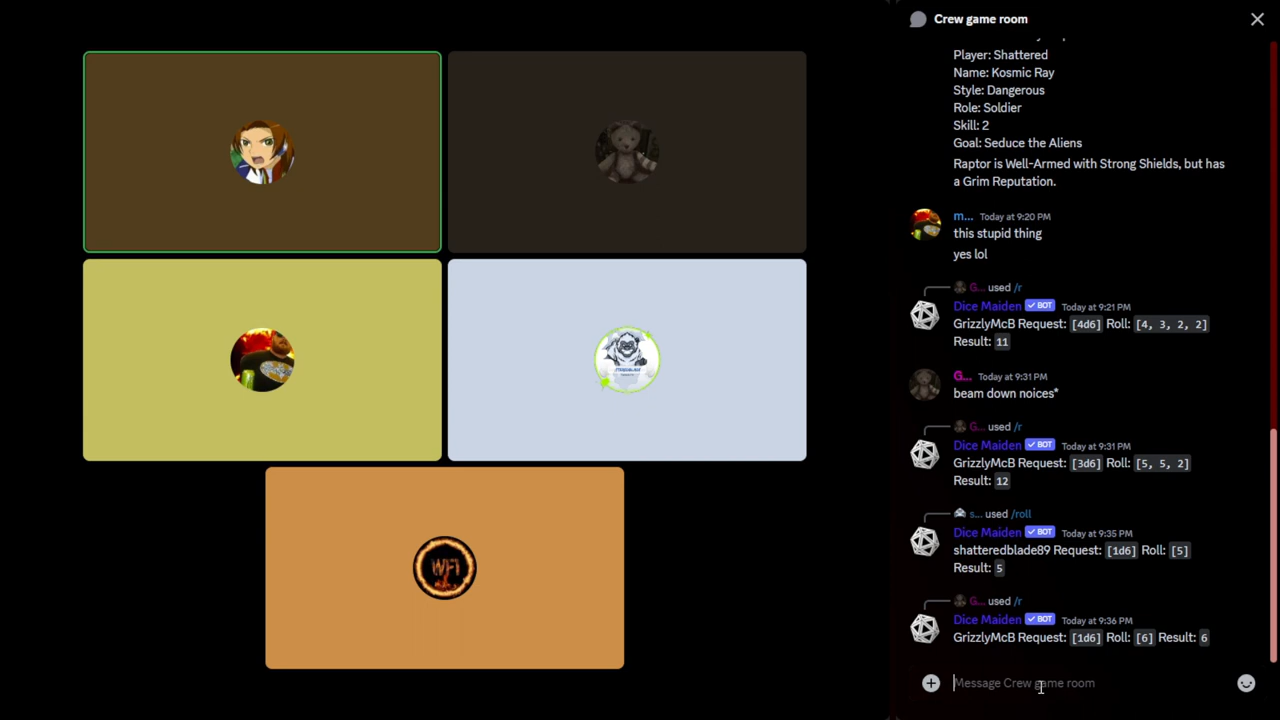 Crew game room
Player: Shattered
Name: Kosmic Ray
Style: Dangerous
Role: Soldier
Skill: 2
Goal: Seduce the Aliens
Raptor is Well-Armed with Strong Shields, but has
a Grim Reputation.
m... Today at 9:20 PM
this stupid thing
yes lol
G... used /r
Dice Maiden BOT Today at 9:21 PM
GrizzlyMcB Request: [4d6] Roll: [4, 3, 2, 2]
Result: 11
G... Today at 9:31 PM
beam down noices*
G... used /r
Dice Maiden BOT Today at 9:31 PM
GrizzlyMcB Request: [3d6] Roll: [5, 5, 2]
Result: 12
s... used /roll
Dice Maiden BOT Today at 9:35 PM
shatteredblade89 Request: [1d6] Roll: [5]
Result: 5
G... used /r
Dice Maiden BOT Today at 9:36 PM
GrizzlyMcB Request: [1d6] Roll: [6] Result: 6
Message Crew game room
WFI